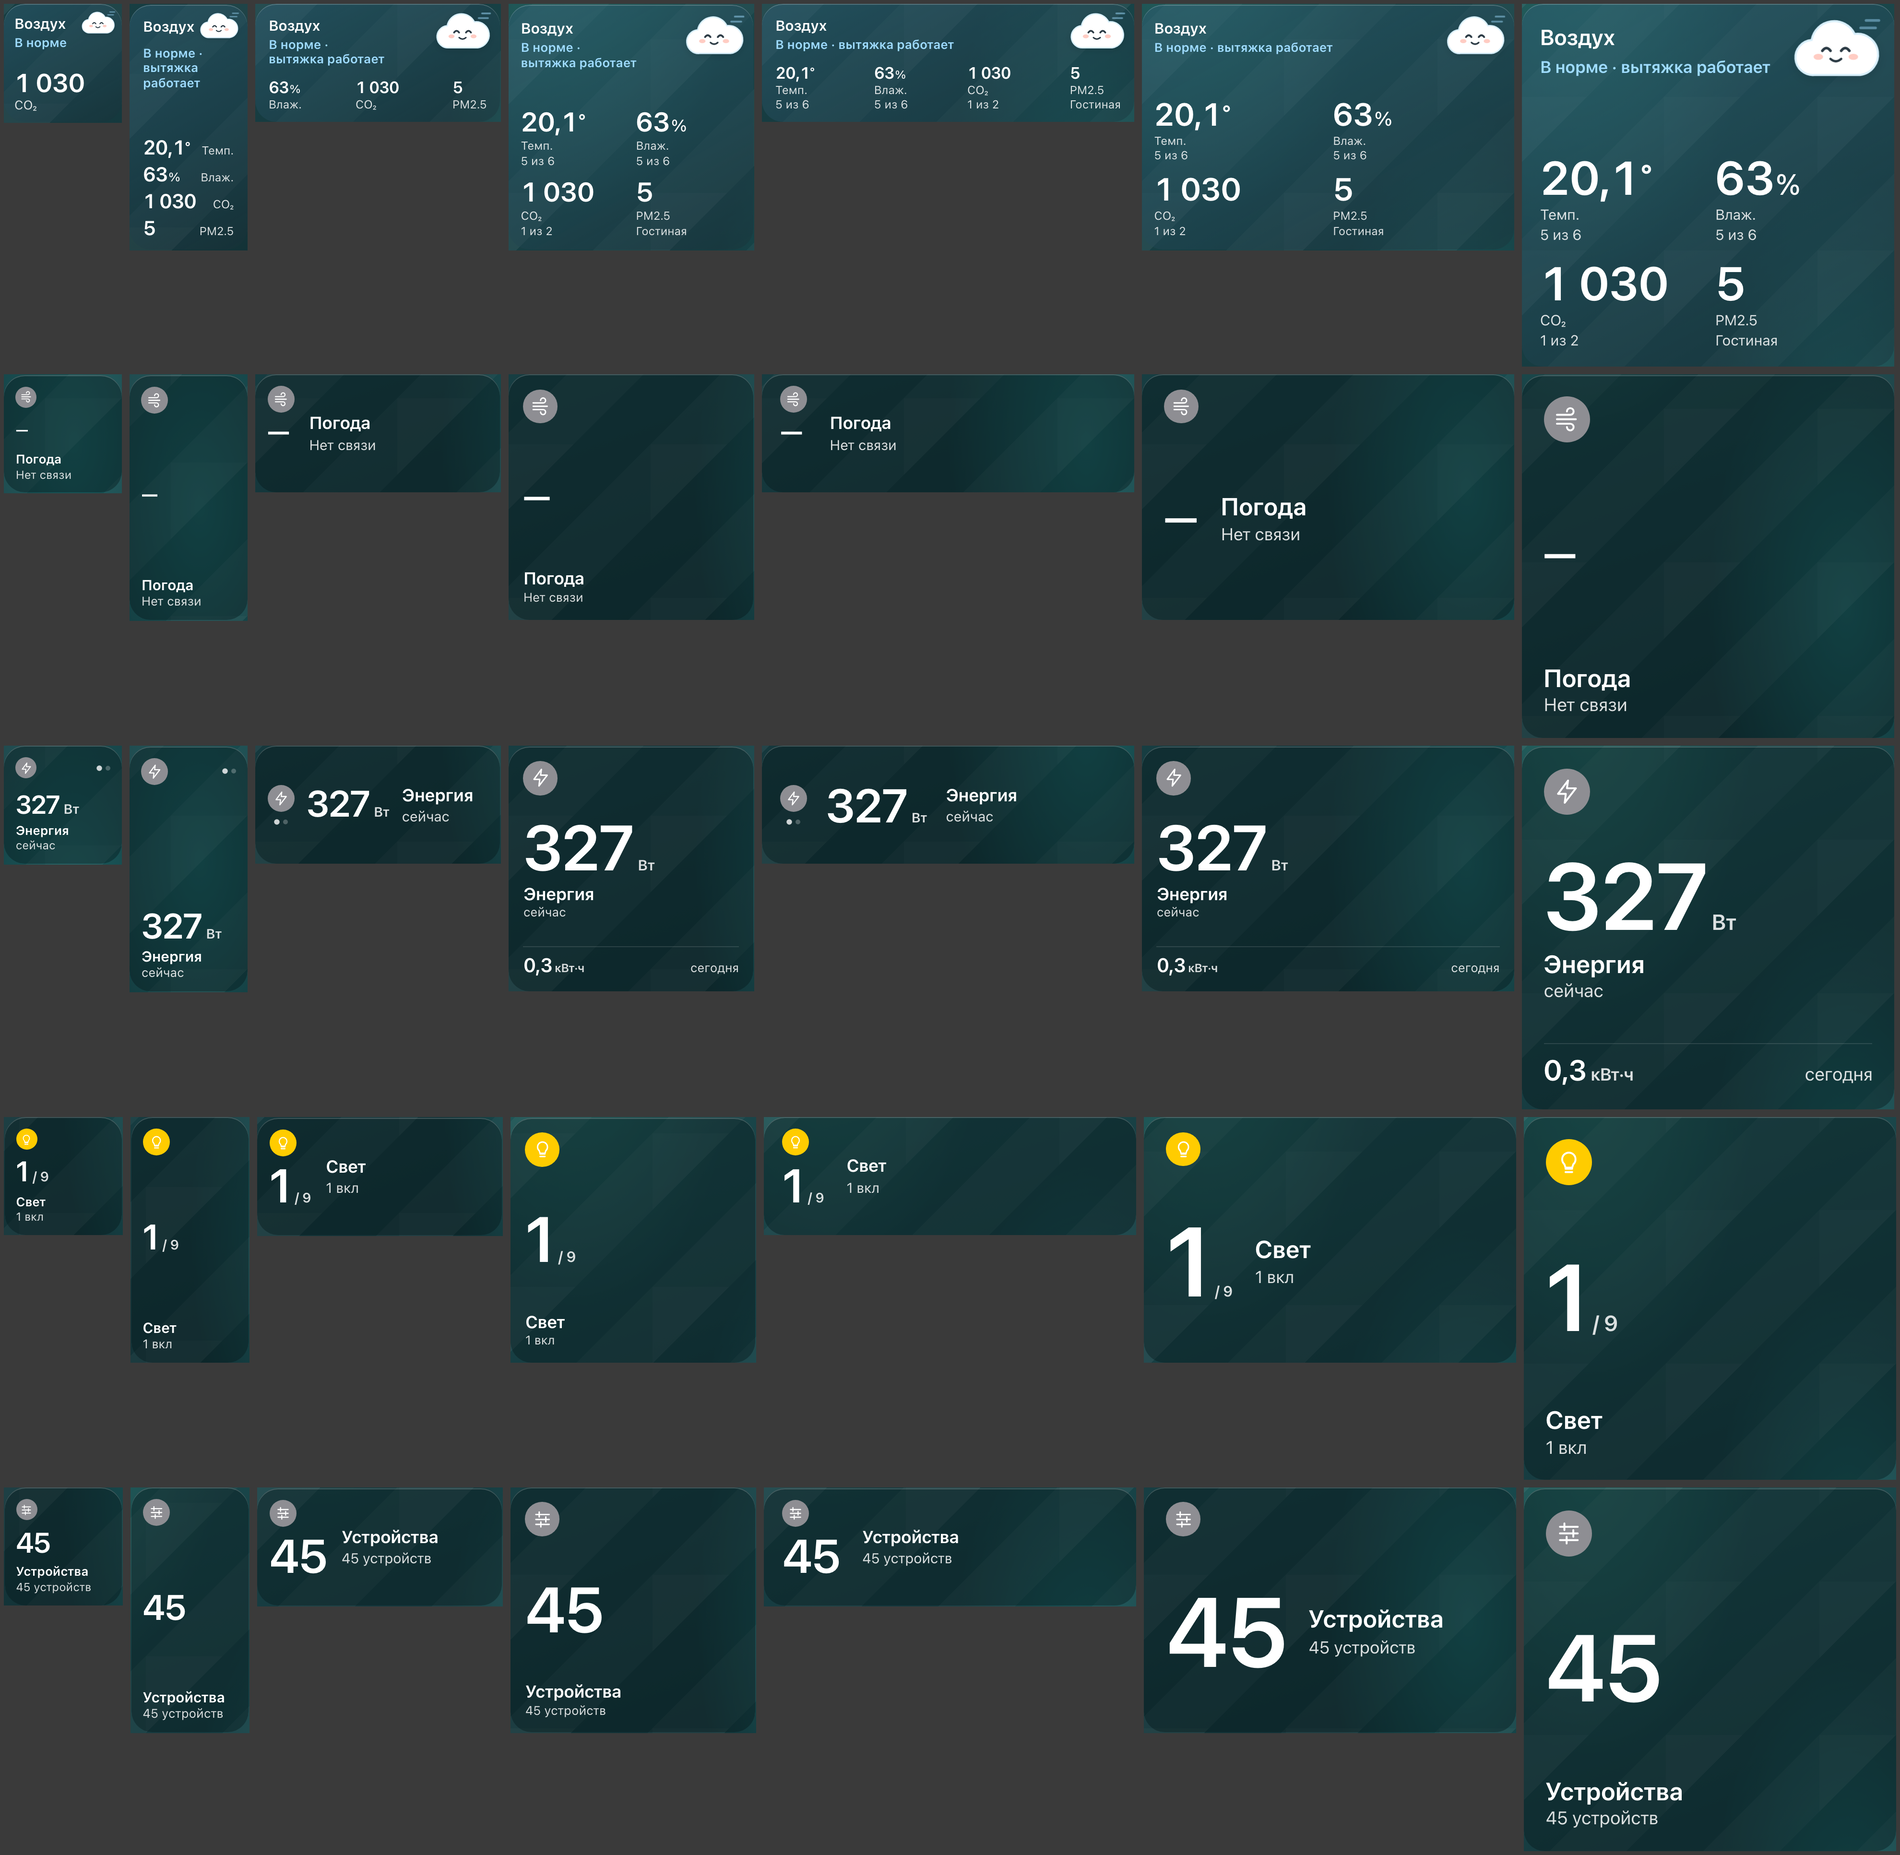 Воздух
В норме
1 030
CO₂
Воздух
В норме ·
вытяжка
работает
20,1° Темп.
63% Влаж.
1 030 CO₂
5 PM2.5
Воздух
В норме ·
вытяжка работает
63% 1 030 5
Влаж. CO₂ PM2.5
Воздух
В норме ·
вытяжка работает
20,1° 63%
Темп. Влаж.
5 из 6 5 из 6
1 030 5
CO₂ PM2.5
1 из 2 Гостиная
Воздух
В норме · вытяжка работает
20,1° 63% 1 030 5
Темп. Влаж. CO₂ PM2.5
5 из 6 5 из 6 1 из 2 Гостиная
Воздух
В норме · вытяжка работает
20,1° 63%
Темп. Влаж.
5 из 6 5 из 6
1 030 5
CO₂ PM2.5
1 из 2 Гостиная
Воздух
В норме · вытяжка работает
20,1° 63%
Темп. Влаж.
5 из 6 5 из 6
1 030 5
CO₂ PM2.5
1 из 2 Гостиная
—
Погода
Нет связи
—
Погода
Нет связи
— Погода
Нет связи
—
Погода
Нет связи
— Погода
Нет связи
— Погода
Нет связи
—
Погода
Нет связи
327 Вт
Энергия
сейчас
327 Вт
Энергия
сейчас
327 Вт Энергия
сейчас
327 Вт
Энергия
сейчас
0,3 кВт·ч сегодня
327 Вт Энергия
сейчас
327 Вт
Энергия
сейчас
0,3 кВт·ч сегодня
327 Вт
Энергия
сейчас
0,3 кВт·ч сегодня
1 / 9
Свет
1 вкл
1 / 9
Свет
1 вкл
1 / 9 Свет
1 вкл
1 / 9
Свет
1 вкл
1 / 9 Свет
1 вкл
1 / 9 Свет
1 вкл
1 / 9
Свет
1 вкл
45
Устройства
45 устройств
45
Устройства
45 устройств
45 Устройства
45 устройств
45
Устройства
45 устройств
45 Устройства
45 устройств
45 Устройства
45 устройств
45
Устройства
45 устройств